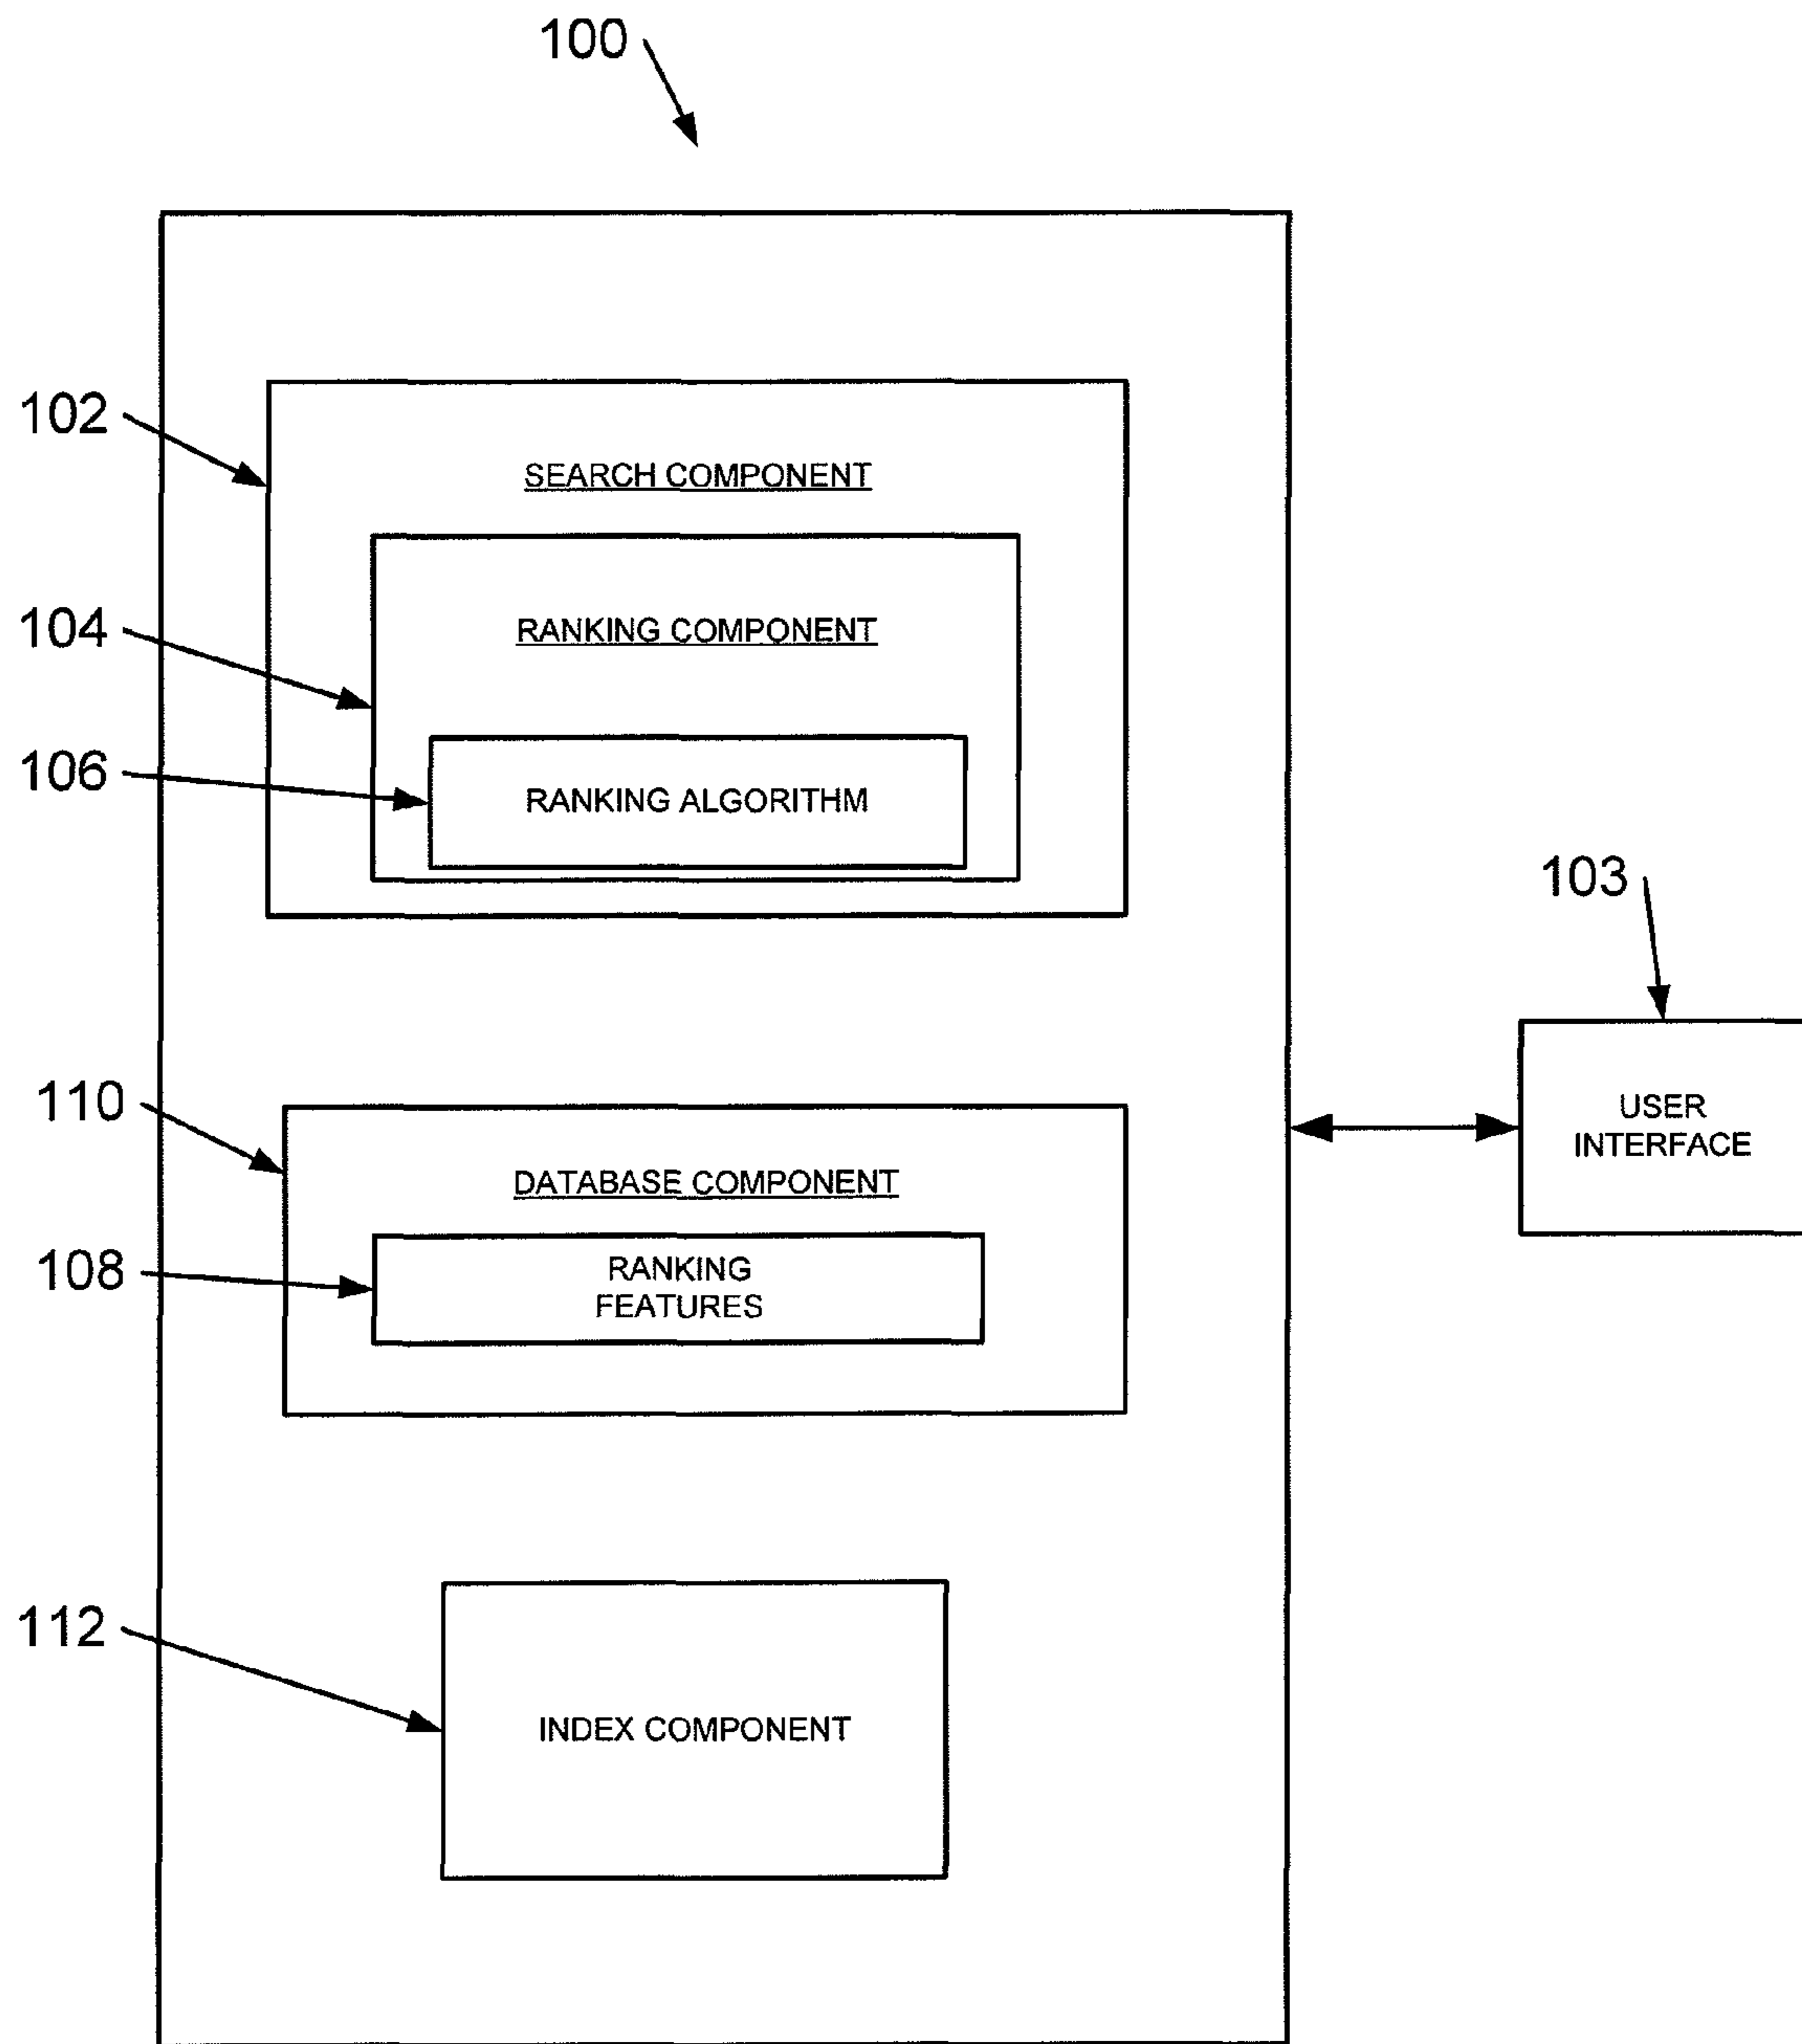 100
102
SEARCH COMPONENT
104
RANKING COMPONENT
106
RANKING ALGORITHM
103
110
USER
INTERFACE
DATABASE COMPONENT
108
RANKING
FEATURES
112
INDEX COMPONENT